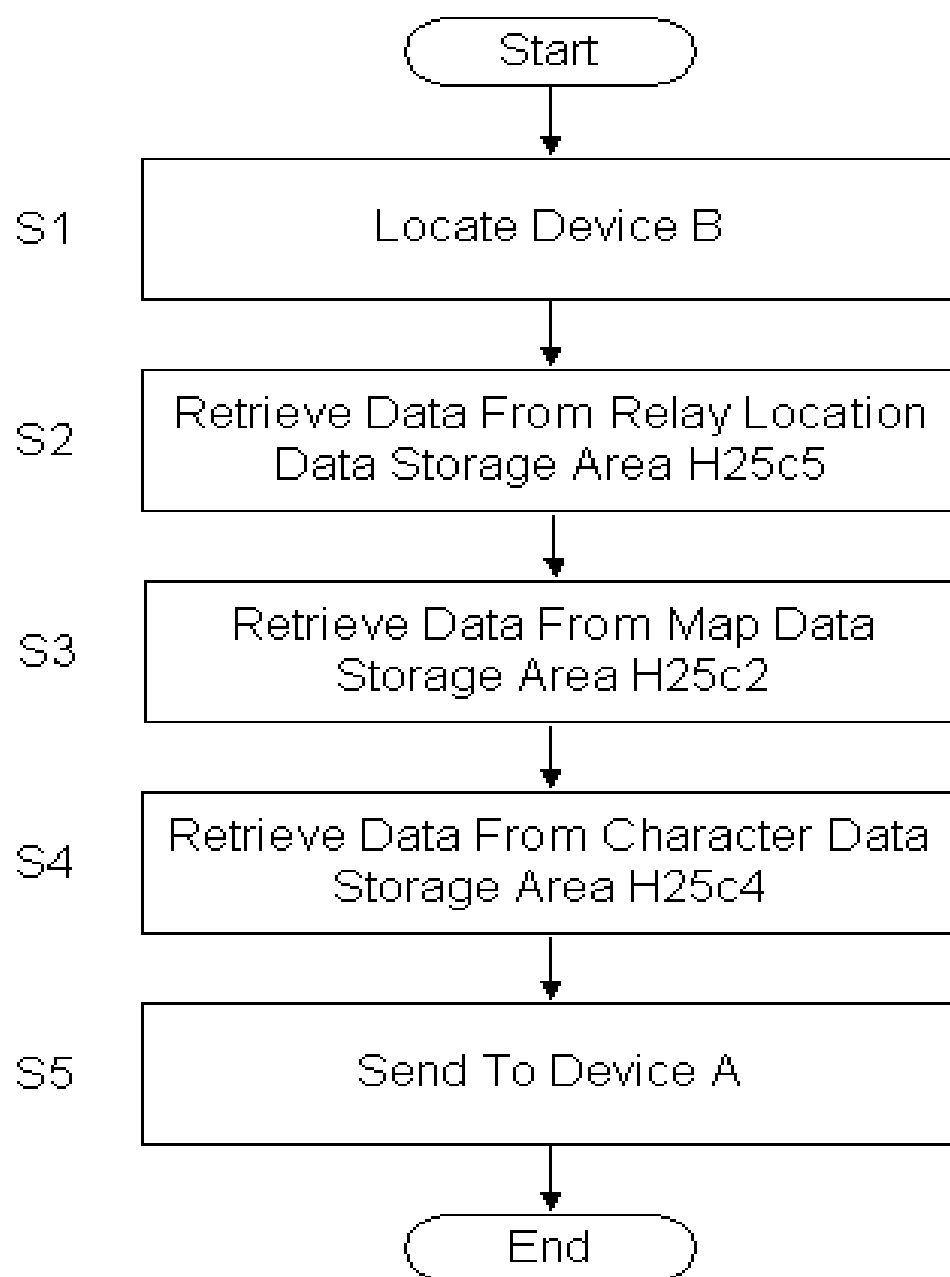 Start
S1
Locate Device B
S2
Retrieve Data From Relay Location
Data Storage Area H25c5
S3
Retrieve Data From Map Data
Storage Area H25c2
S4
Retrieve Data From Character Data
Storage Area H25c4
S5
Send To Device A
End